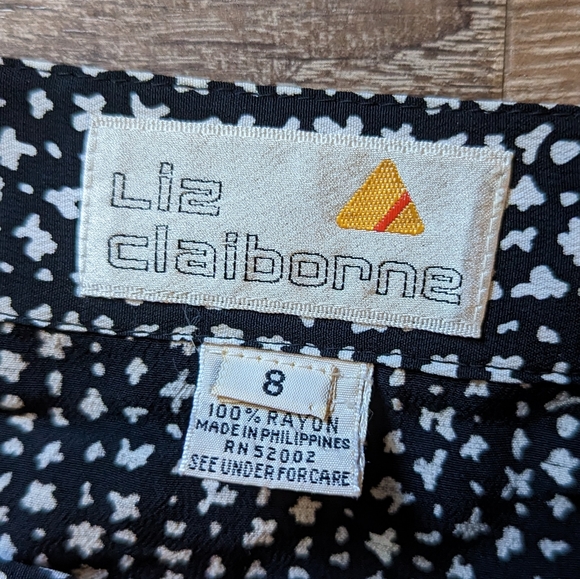 Liz
claiborne
8
100% RAYON
MADE IN PHILIPPINES
RN 52002
SEE UNDER FOR CARE